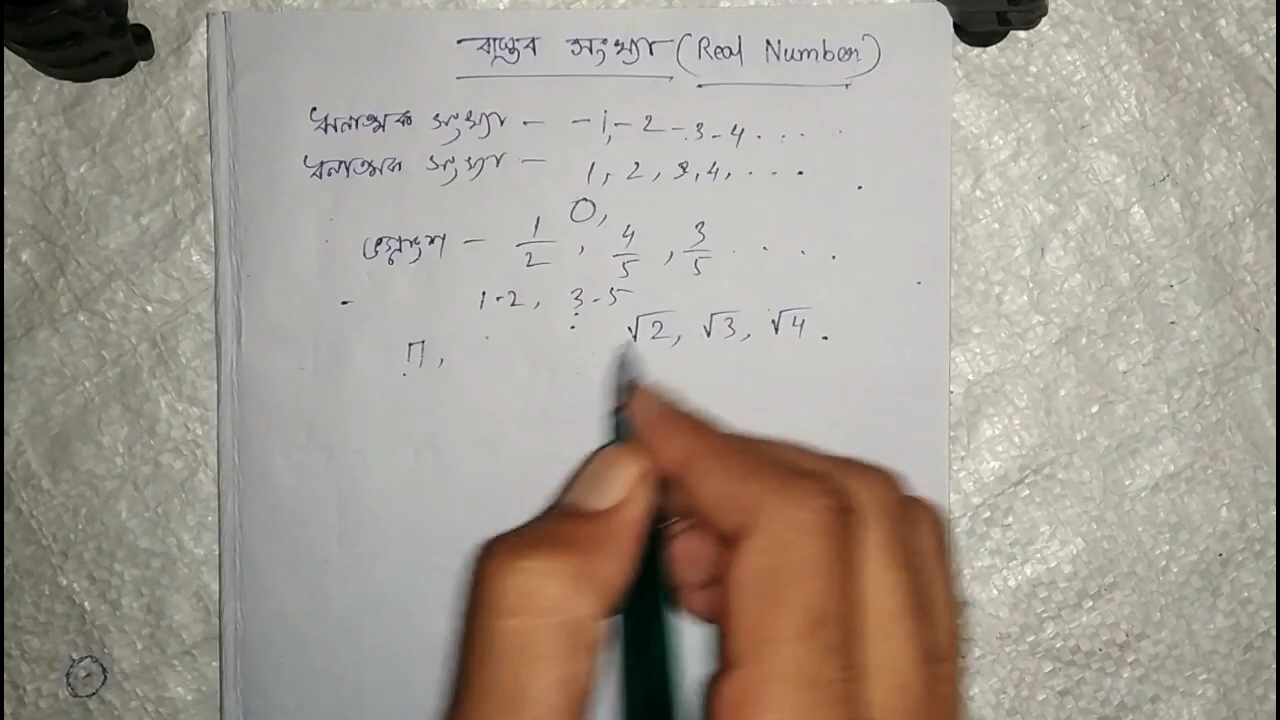 বাস্তব সংখ্যা (Real Number)
ঋনাত্মক সংখ্যা - -1, -2 -3 -4 . . . .
ধনাত্মক সংখ্যা - 1, 2, 3, 4, . . .
0,
ভগ্নাংশ - 1/2, 4/5, 3/5 . . . .
1.2, 3.5
√2, √3, √4.
π,